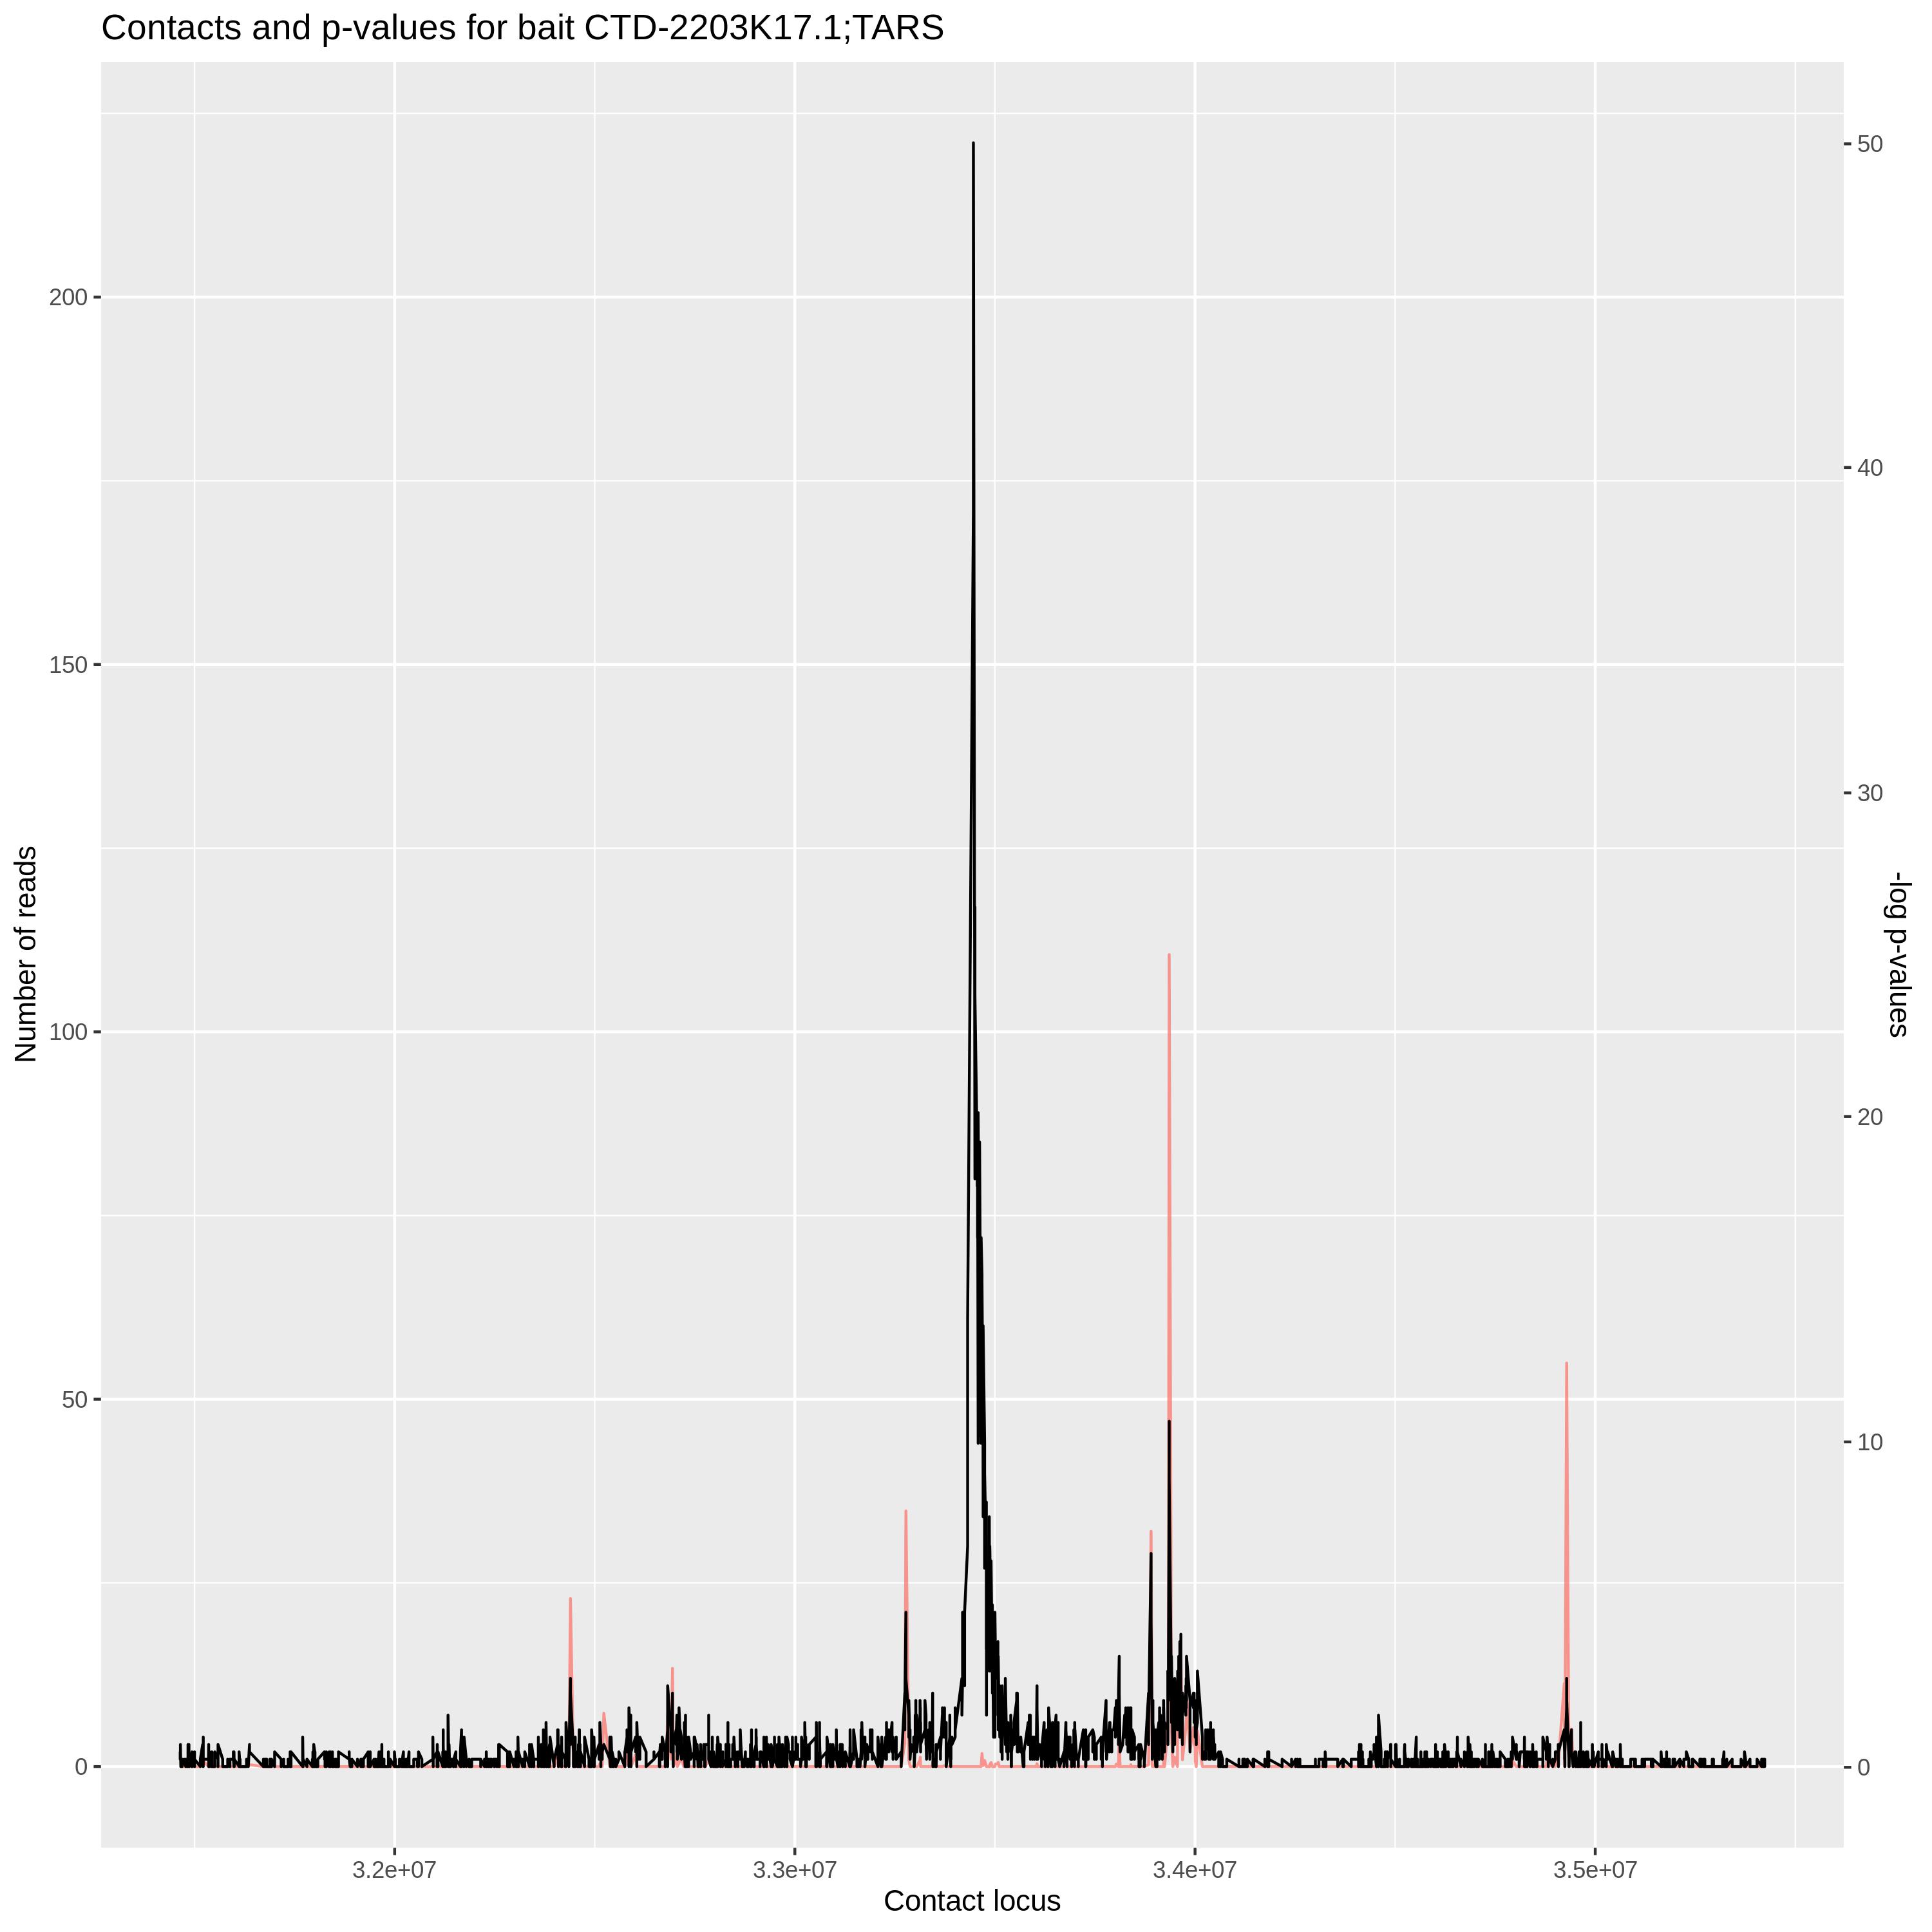 Contacts and p-values for bait CTD-2203K17.1;TARS
200
150
100
50
0
Number of reads
50
40
30
20
10
0
-log p-values
3.2e+07
3.3e+07
3.4e+07
3.5e+07
Contact locus